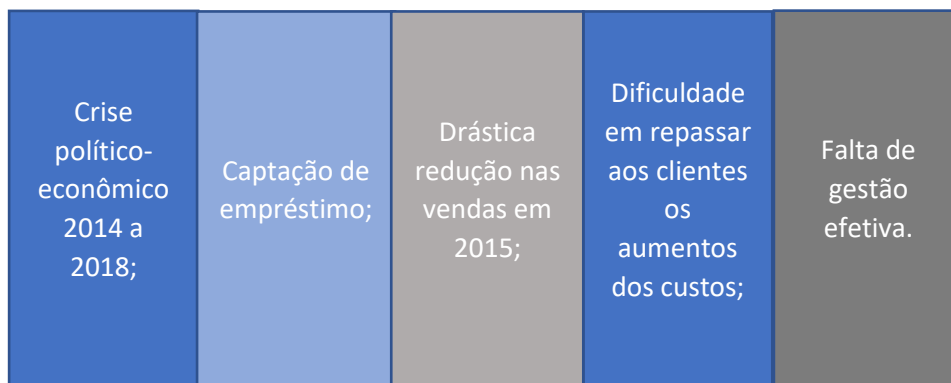 Crise
político-
econômico
2014 a
2018;
Captação de
empréstimo;
Drástica
redução nas
vendas em
2015;
Dificuldade
em repassar
aos clientes
os
aumentos
dos custos;
Falta de
gestão
efetiva.